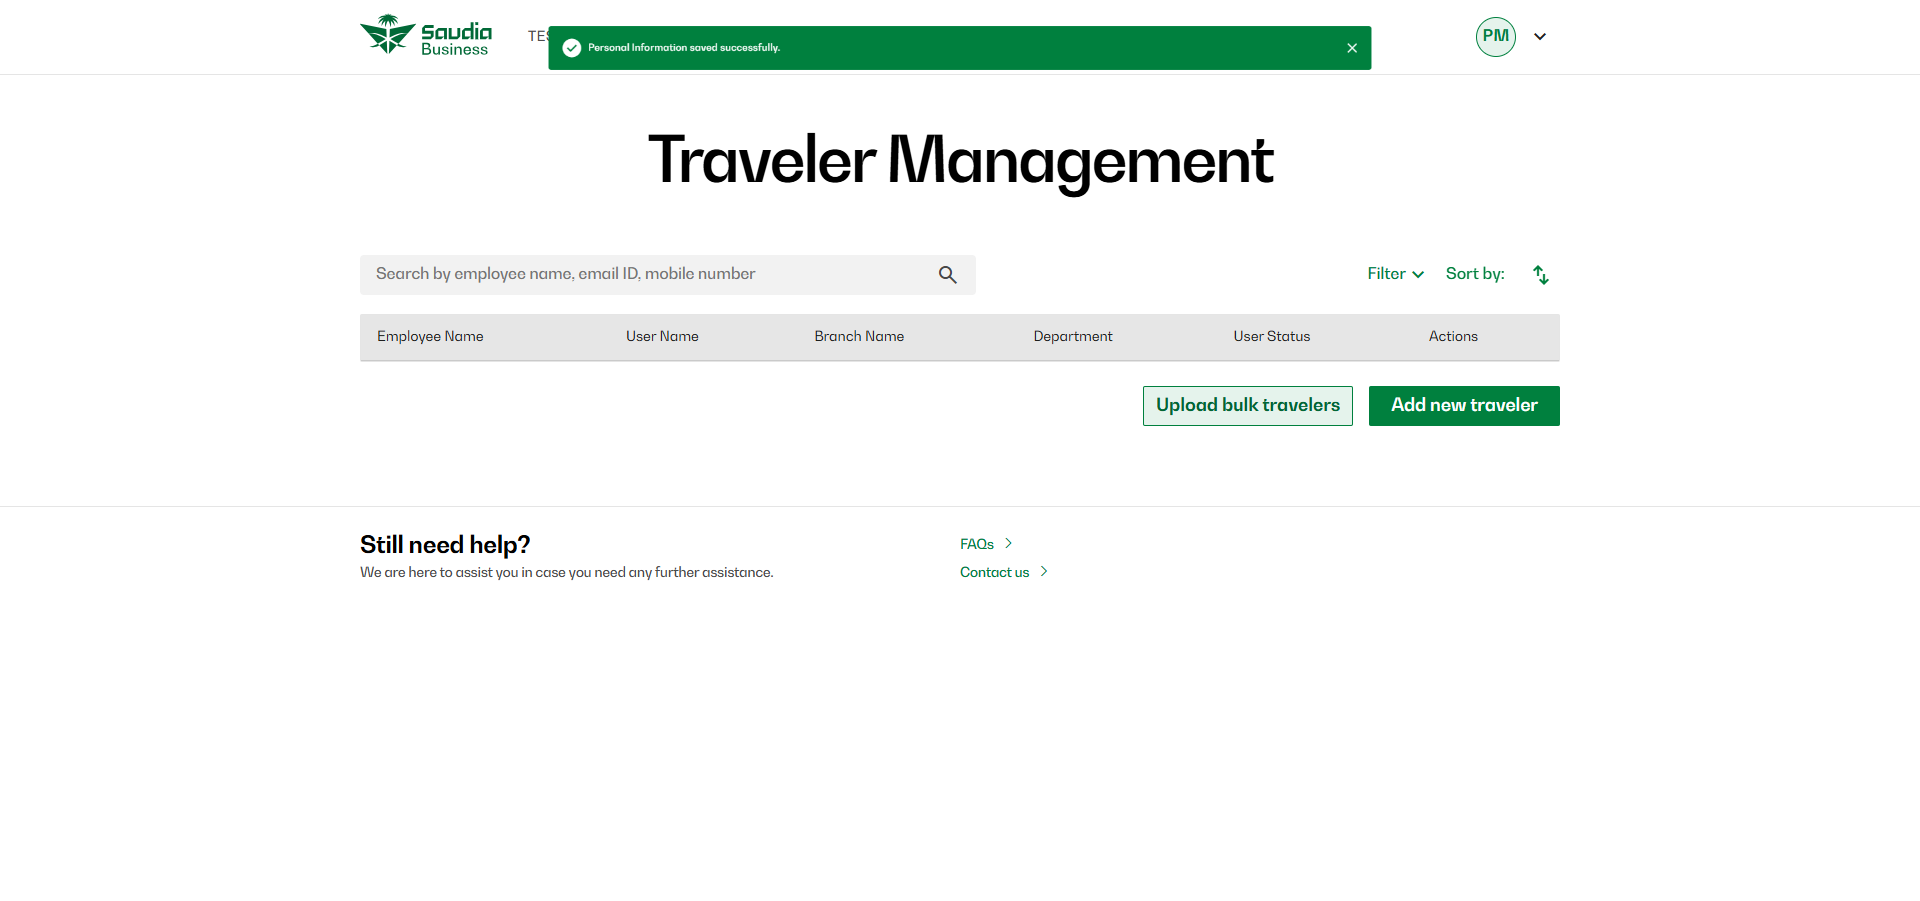 Saudia
Business
Personal Information saved successfully.
PM
Traveler Management
Search by employee name, email ID, mobile number
Filter
Sort by:
Employee Name User Name Branch Name Department User Status Actions
Upload bulk travelers
Add new traveler
Still need help?
We are here to assist you in case you need any further assistance.
FAQs
Contact us